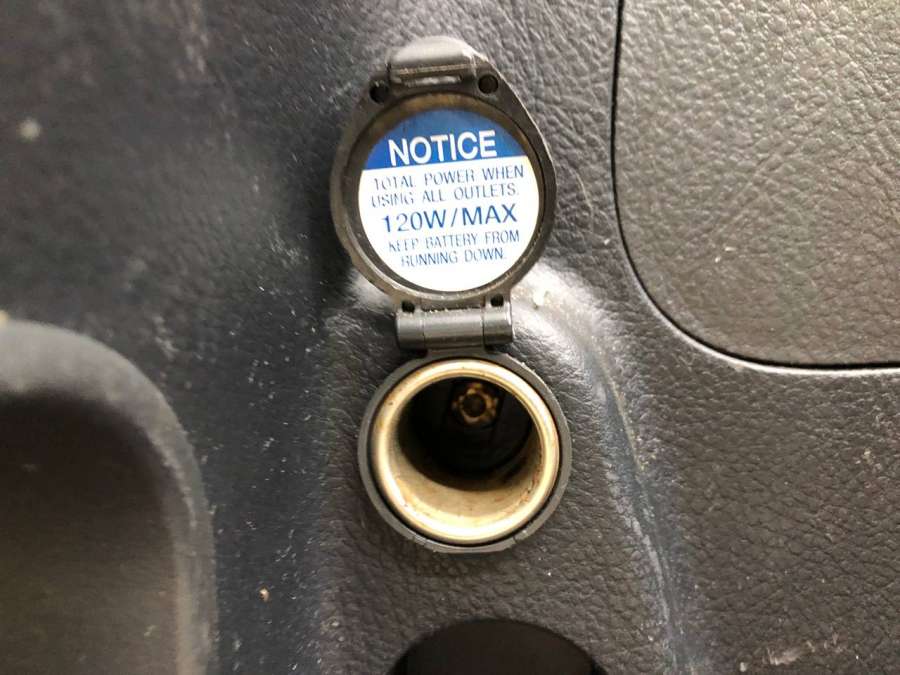 NOTICE
TOTAL POWER WHEN
USING ALL OUTLETS.
120W/MAX
KEEP BATTERY FROM
RUNNING DOWN.